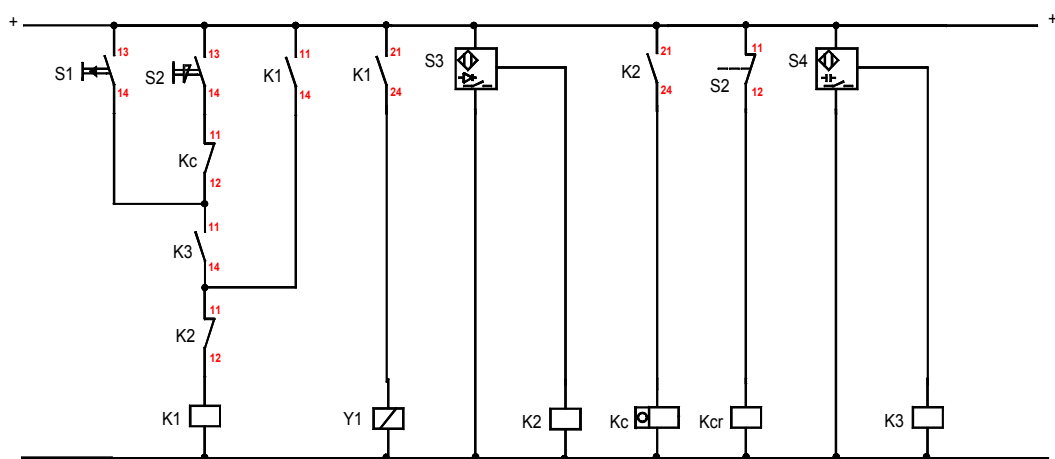 + +
13 13 11 21 S3 21 11 S4
S1 S2 K1 K1 K2 S2
14 14 14 24 24 12
11
Kc
12
11
K3
14
11
K2
12
K1 Y1 K2 Kc Kcr K3